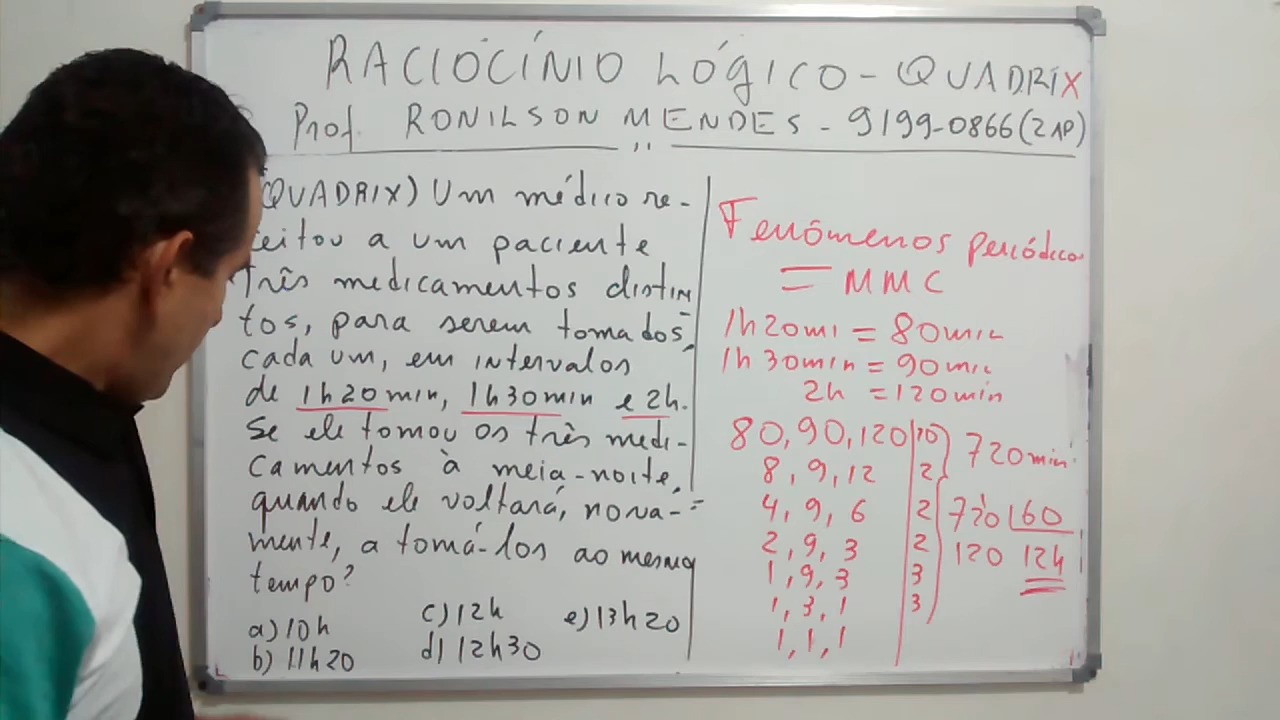 RACIOCÍNIO LÓGICO - QUADRIX
Prof. RONILSON MENDES - 9199-0866 (ZAP)
QUADRIX) Um médico re-
ceitou a um paciente
três medicamentos distin-
tos, para serem tomados,
cada um, em intervalos
de 1h20min, 1h30min e 2h.
Se ele tomou os três medi-
camentos à meia-noite,
quando ele voltará, nova-
mente, a tomá-los ao mesmo
tempo?
a) 10h
b) 11h20
c) 12h
d) 12h30
e) 13h20
Fenômenos periódicos
= MMC
1h20mi = 80min
1h30min = 90min
2h = 120min
80, 90, 120 | 10
8, 9, 12 | 2
4, 9, 6 | 2
2, 9, 3 | 2
1, 9, 3 | 3
1, 3, 1 | 3
1, 1, 1
720min
720 | 60
120 12h